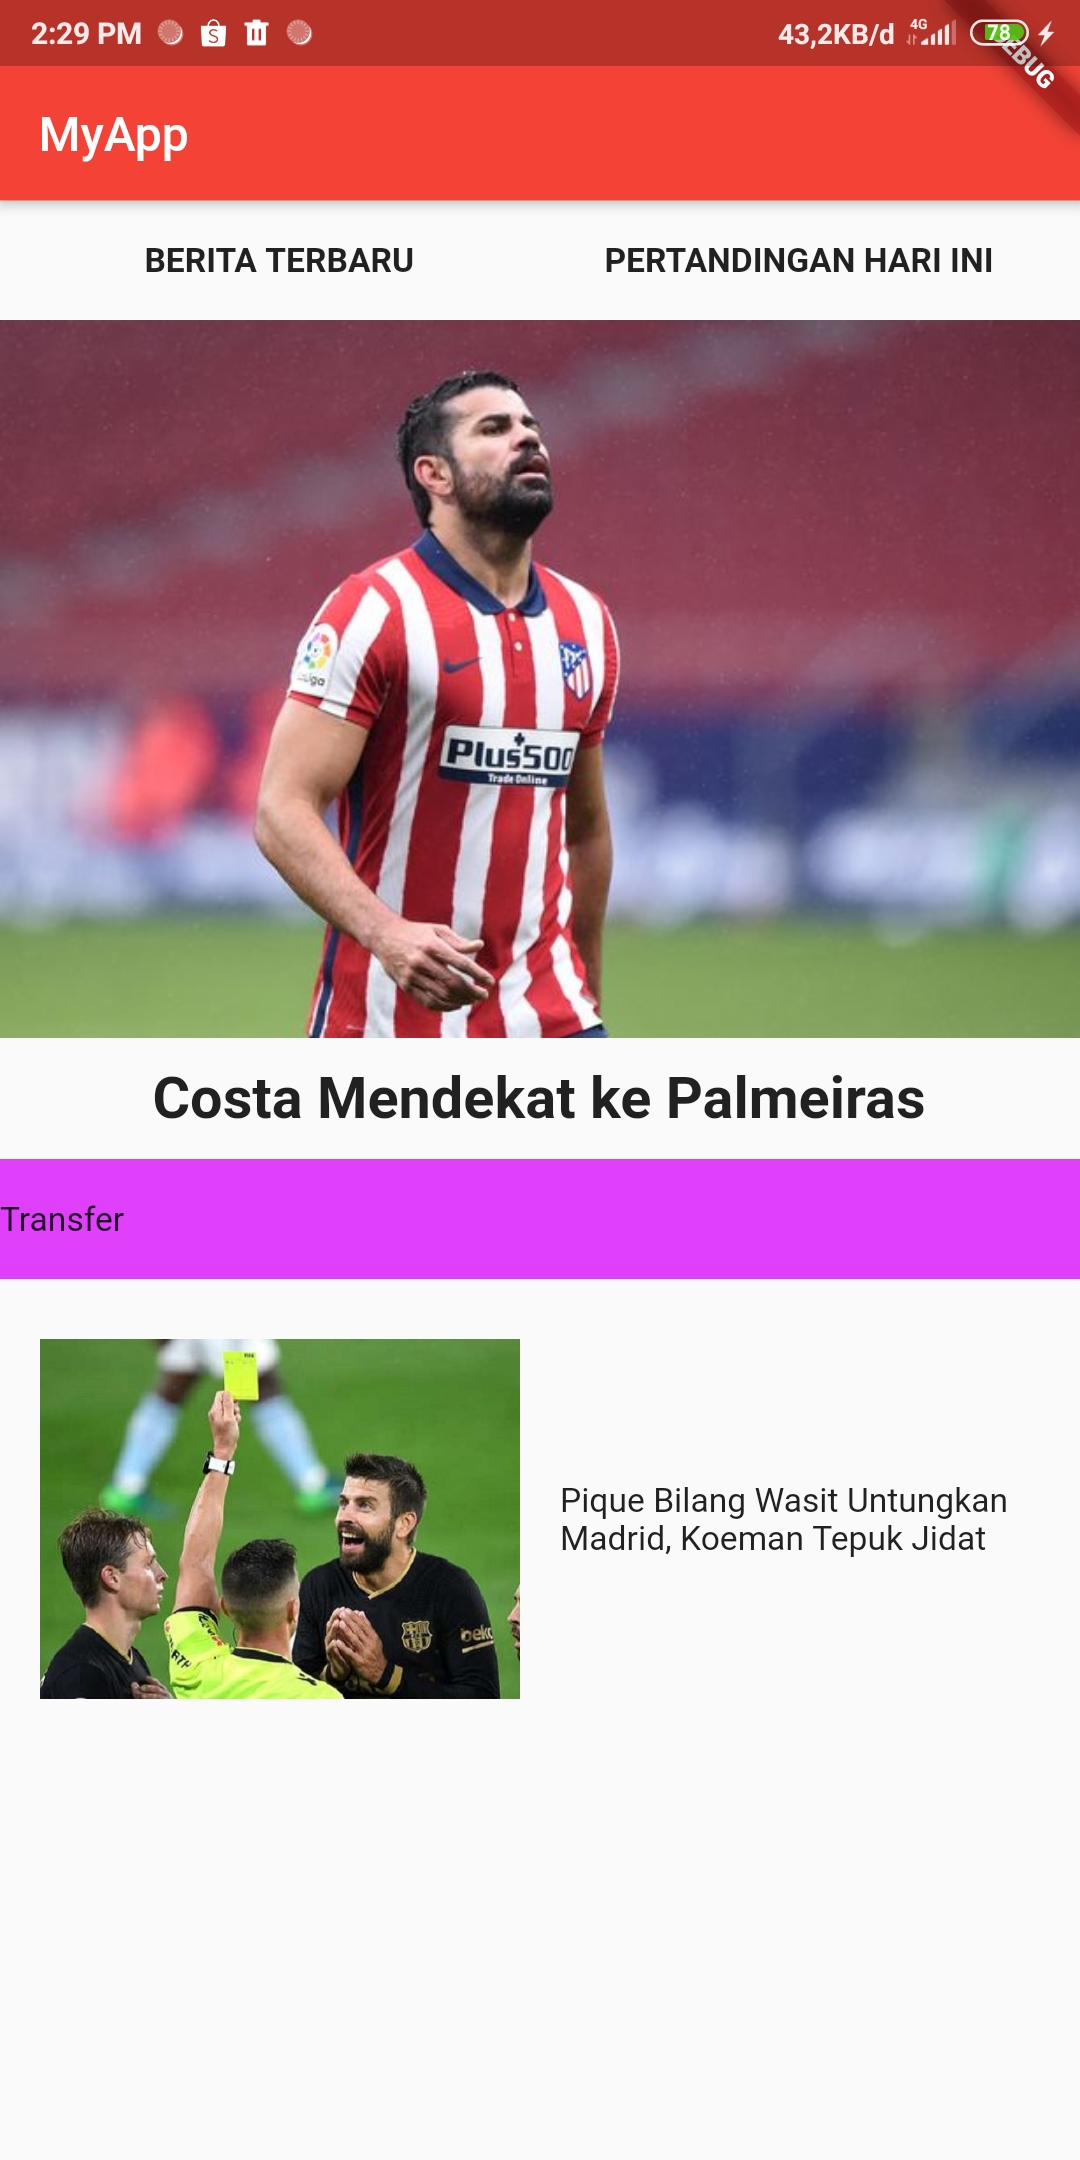 2:29 PM
43,2KB/d
4G
78
MyApp
BERITA TERBARU
PERTANDINGAN HARI INI
Plus500
Trade Online
Costa Mendekat ke Palmeiras
Transfer
beko
Pique Bilang Wasit Untungkan
Madrid, Koeman Tepuk Jidat